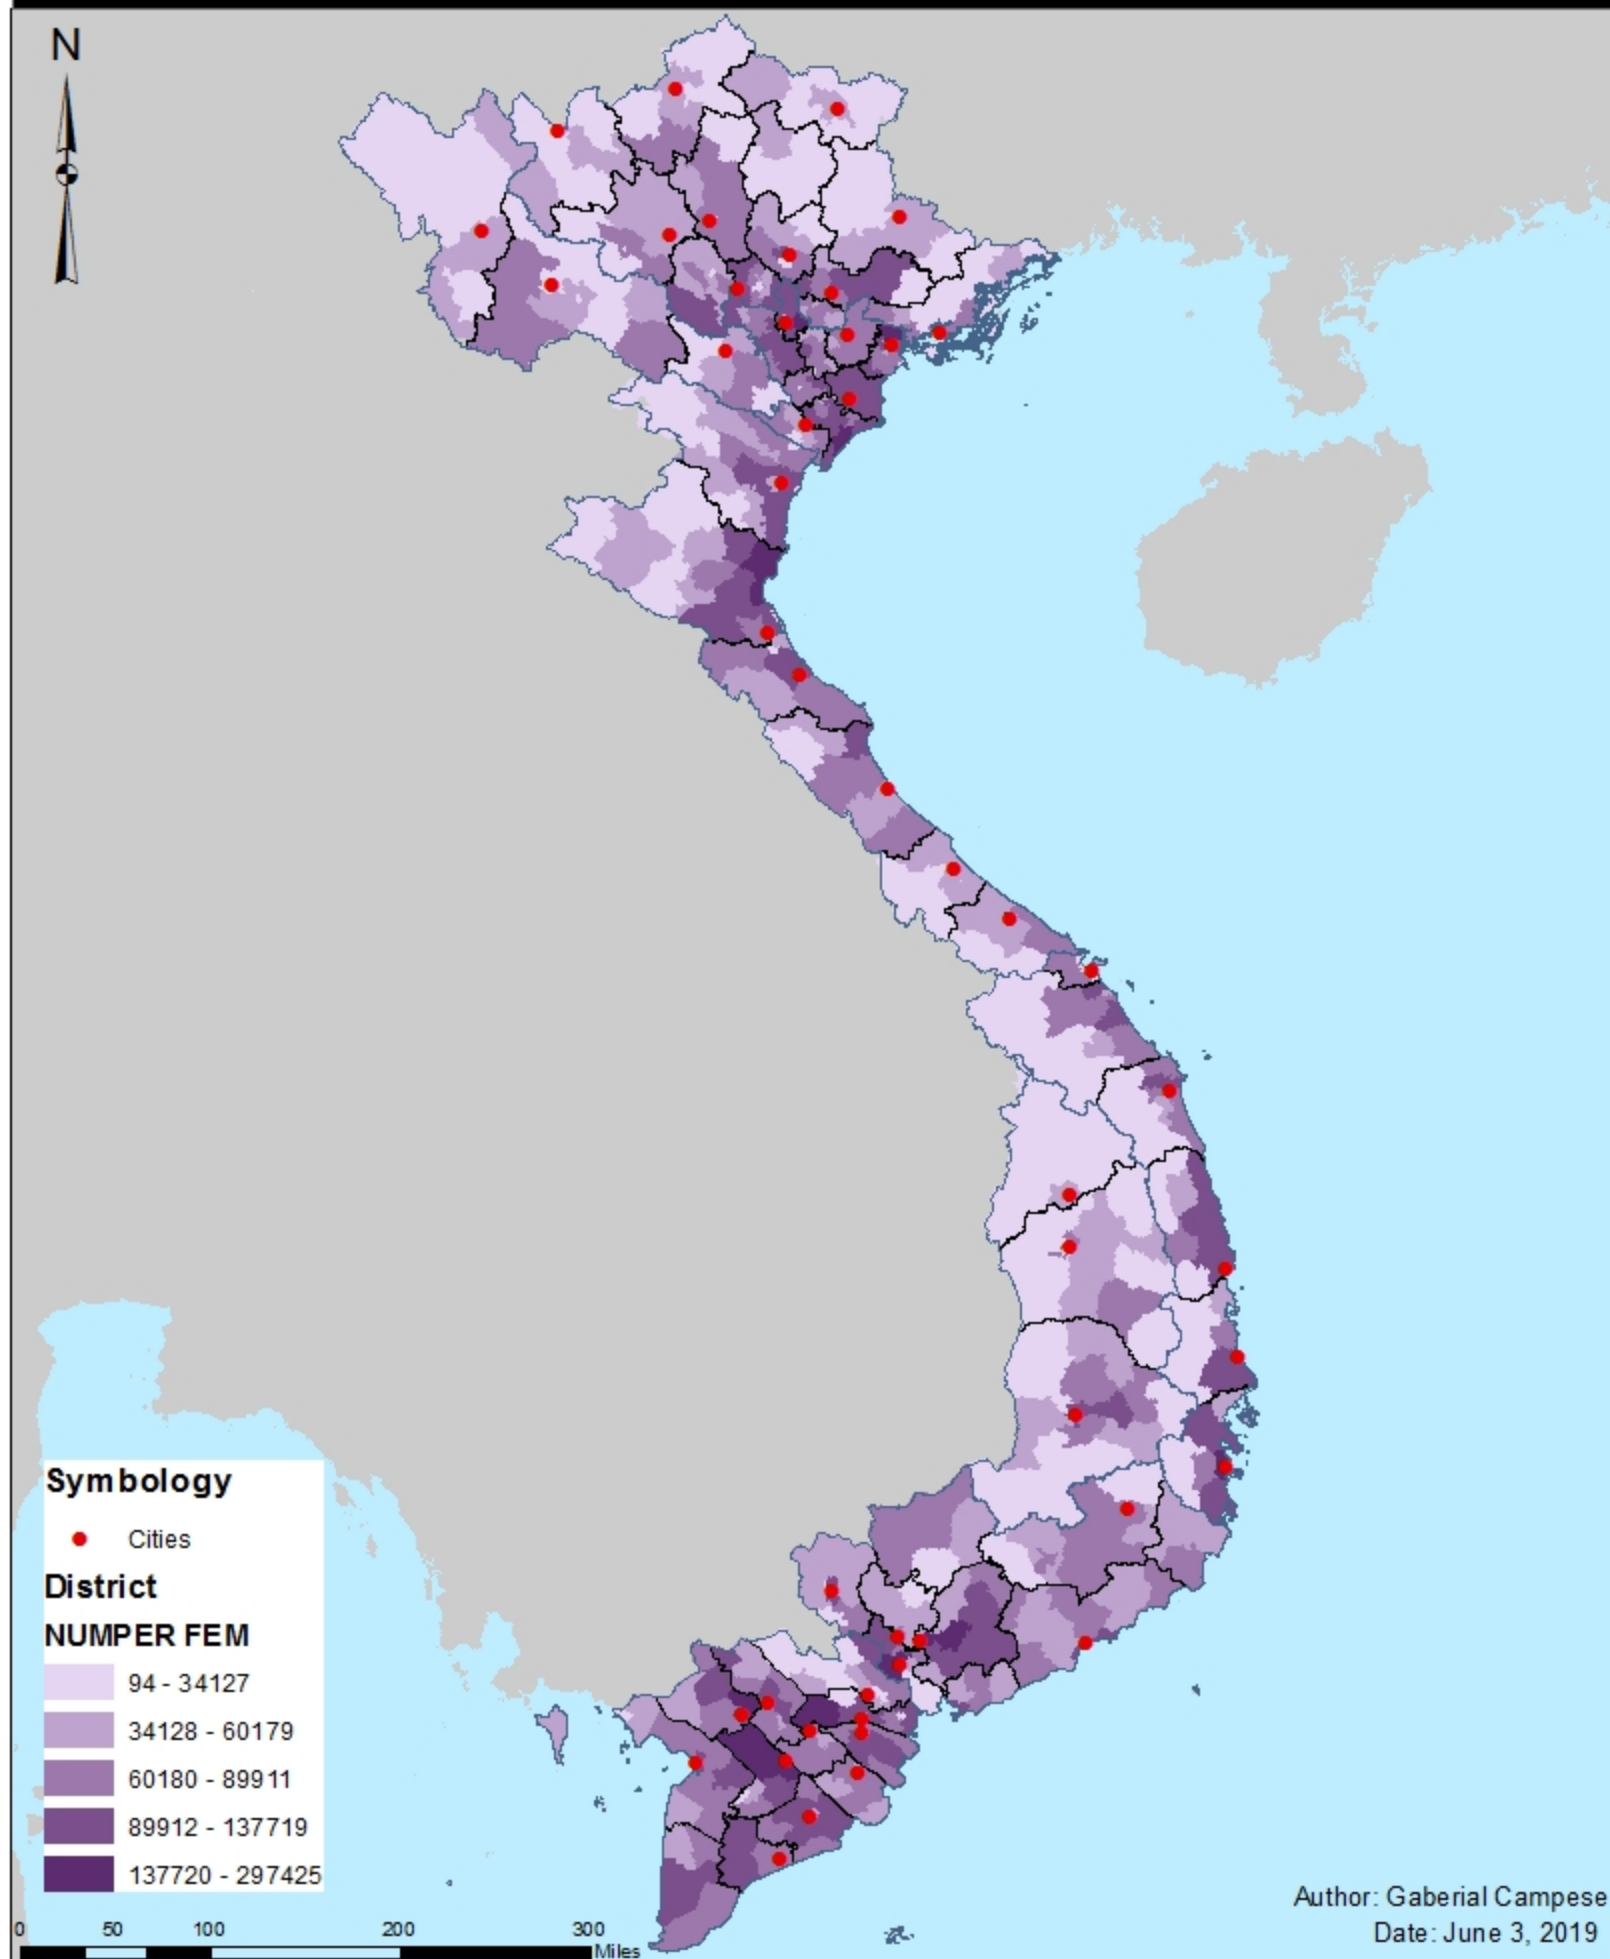 N
Symbology
Cities
District
NUMPER FEM
94 - 34127
34128 - 60179
60180 - 89911
89912 - 137719
137720 - 297425
0 50 100 200 300
Miles
Author: Gaberial Campese
Date: June 3, 2019